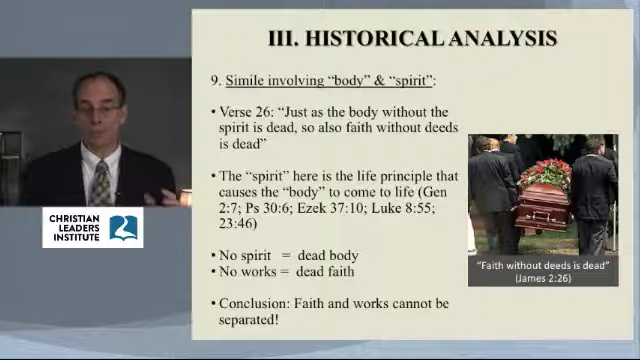 III. HISTORICAL ANALYSIS
9. Simile involving “body” & “spirit”:
• Verse 26: “Just as the body without the
spirit is dead, so also faith without deeds
is dead”
• The “spirit” here is the life principle that
causes the “body” to come to life (Gen
2:7; Ps 30:6; Ezek 37:10; Luke 8:55;
23:46)
• No spirit = dead body
• No works = dead faith
• Conclusion: Faith and works cannot be
separated!
“Faith without deeds is dead”
(James 2:26)
CHRISTIAN
LEADERS
INSTITUTE